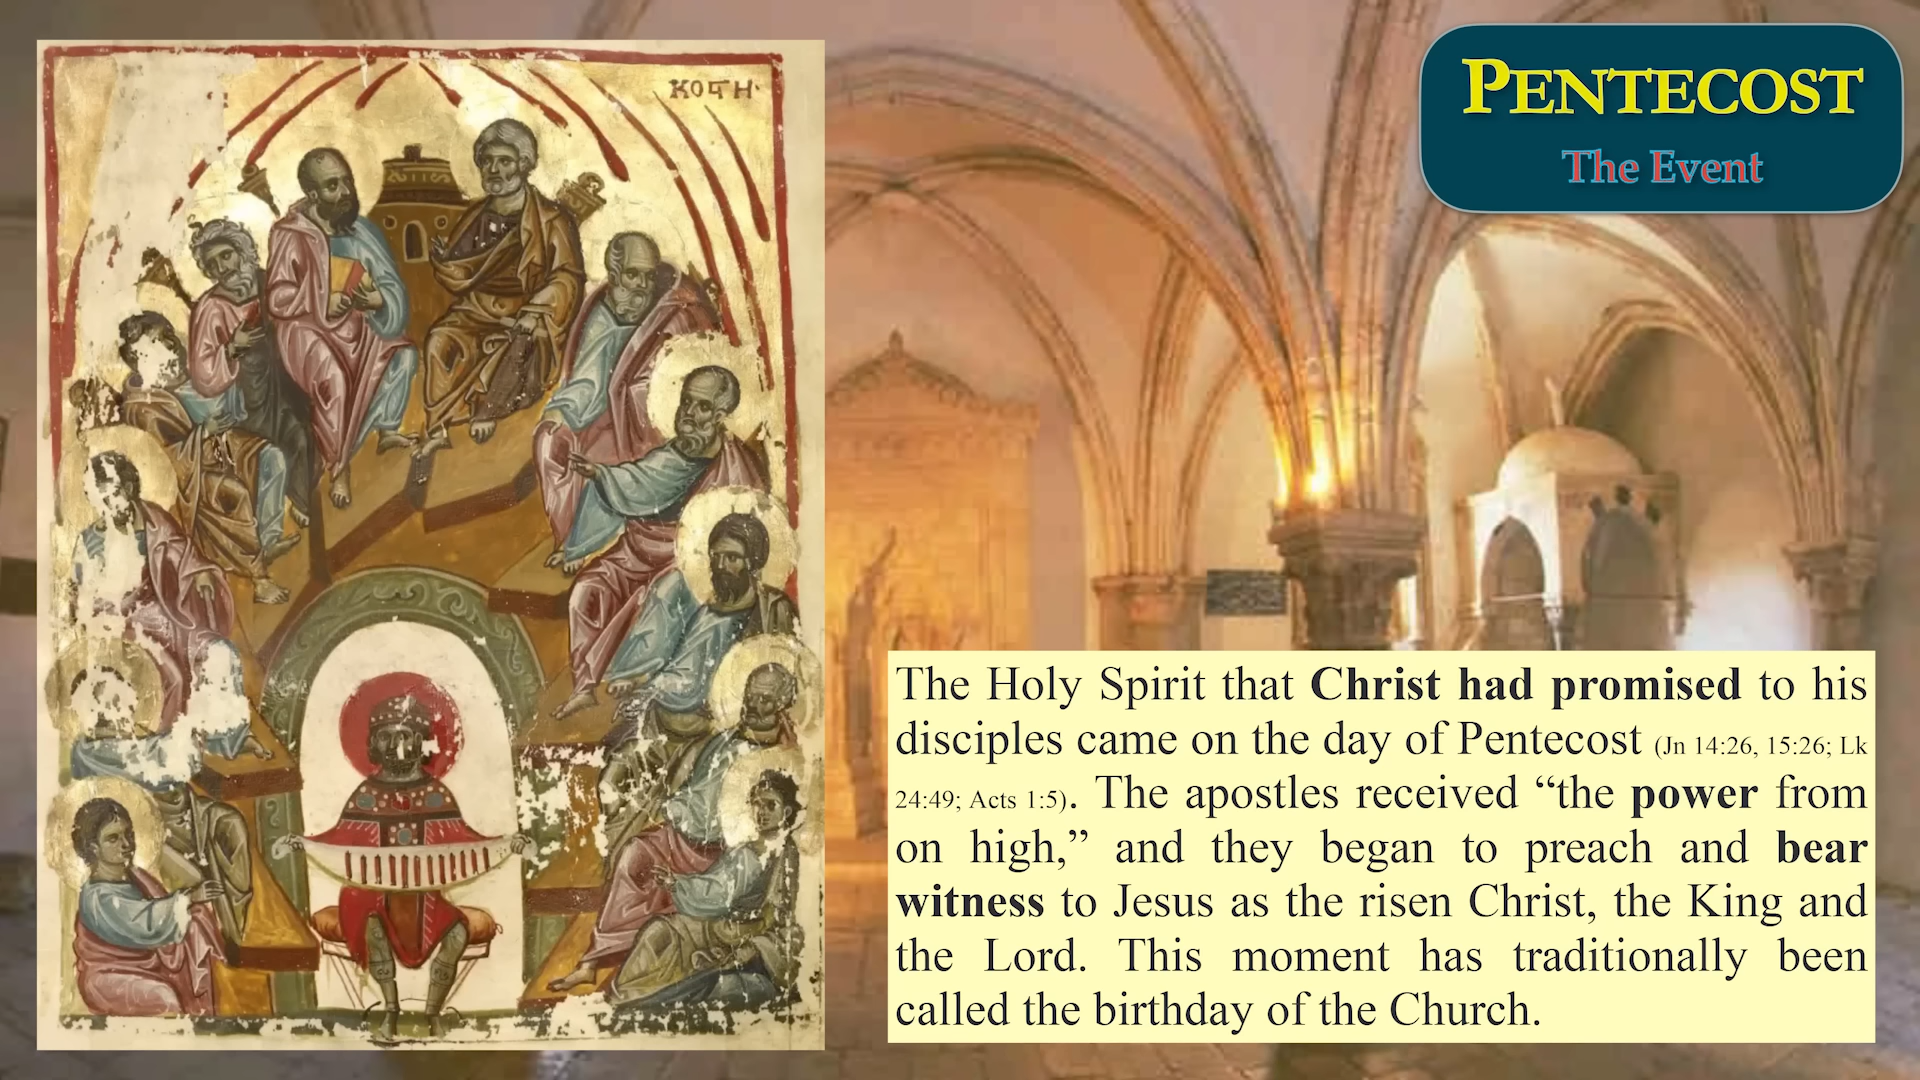 ΚΟϚΗ·
PENTECOST
The Event
The Holy Spirit that Christ had promised to his
disciples came on the day of Pentecost (Jn 14:26, 15:26; Lk
24:49; Acts 1:5). The apostles received “the power from
on high,” and they began to preach and bear
witness to Jesus as the risen Christ, the King and
the Lord. This moment has traditionally been
called the birthday of the Church.